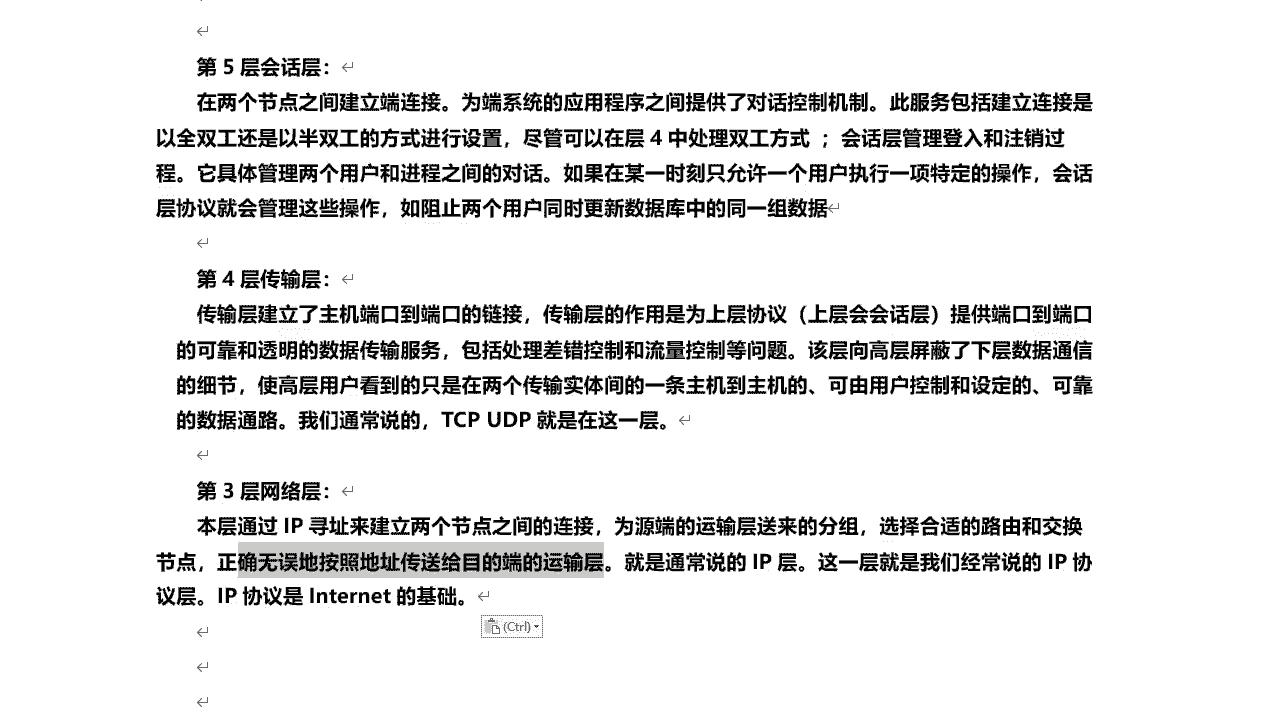 第 5 层会话层：
在两个节点之间建立端连接。为端系统的应用程序之间提供了对话控制机制。此服务包括建立连接是
以全双工还是以半双工的方式进行设置，尽管可以在层 4 中处理双工方式 ；会话层管理登入和注销过
程。它具体管理两个用户和进程之间的对话。如果在某一时刻只允许一个用户执行一项特定的操作，会话
层协议就会管理这些操作，如阻止两个用户同时更新数据库中的同一组数据
第 4 层传输层：
传输层建立了主机端口到端口的链接，传输层的作用是为上层协议（上层会会话层）提供端口到端口
的可靠和透明的数据传输服务，包括处理差错控制和流量控制等问题。该层向高层屏蔽了下层数据通信
的细节，使高层用户看到的只是在两个传输实体间的一条主机到主机的、可由用户控制和设定的、可靠
的数据通路。我们通常说的，TCP UDP 就是在这一层。
第 3 层网络层：
本层通过 IP 寻址来建立两个节点之间的连接，为源端的运输层送来的分组，选择合适的路由和交换
节点，正确无误地按照地址传送给目的端的运输层。就是通常说的 IP 层。这一层就是我们经常说的 IP 协
议层。IP 协议是 Internet 的基础。
(Ctrl)